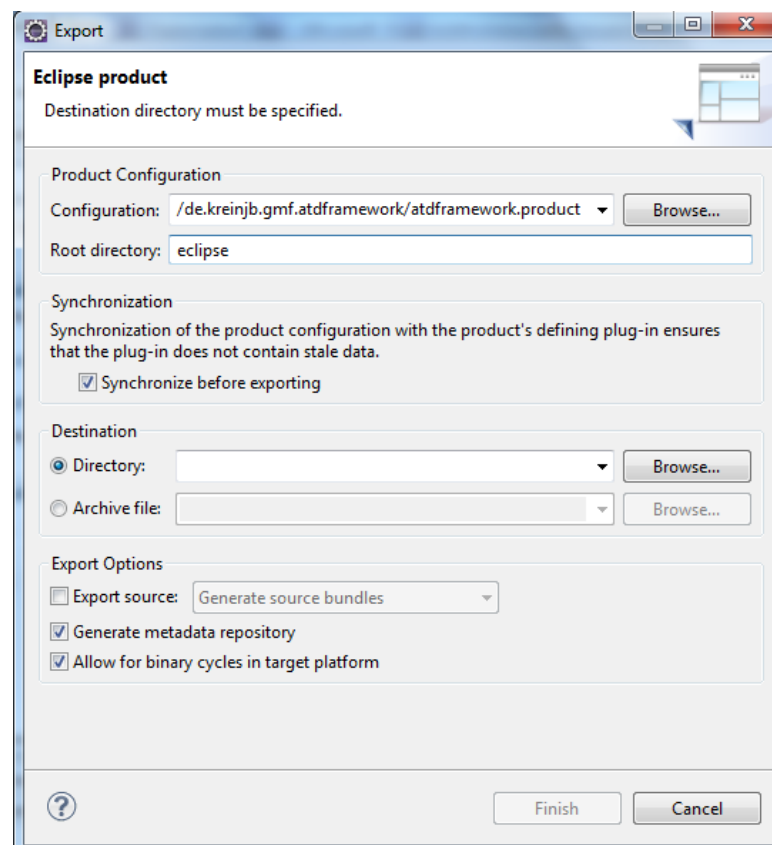 Export
Eclipse product
Destination directory must be specified.
Product Configuration
Configuration: /de.kreinjb.gmf.atdframework/atdframework.product Browse...
Root directory: eclipse
Synchronization
Synchronization of the product configuration with the product's defining plug-in ensures
that the plug-in does not contain stale data.
Synchronize before exporting
Destination
Directory: Browse...
Archive file: Browse...
Export Options
Export source: Generate source bundles
Generate metadata repository
Allow for binary cycles in target platform
? Finish Cancel